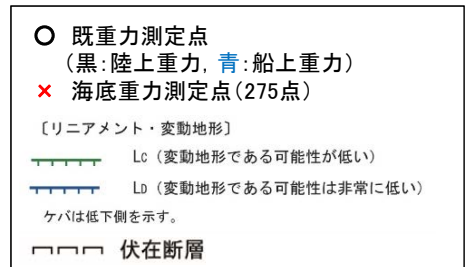 ○ 既重力測定点
(黒:陸上重力, 青:船上重力)
× 海底重力測定点(275点)
〔リニアメント・変動地形〕
Lc (変動地形である可能性が低い)
LD (変動地形である可能性は非常に低い)
ケバは低下側を示す。
伏在断層